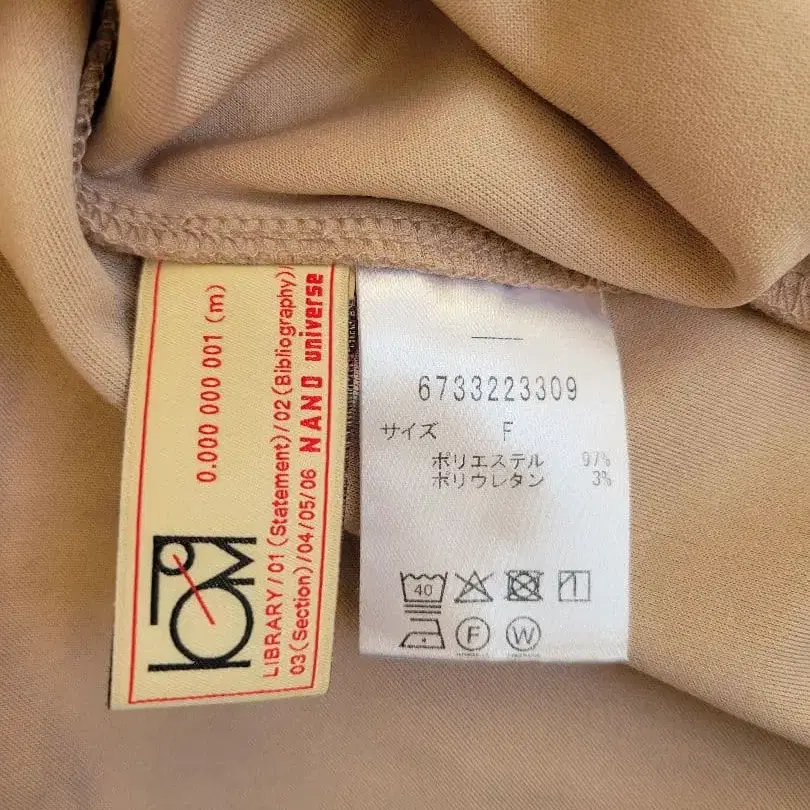 0.000 000 001 (m)
LIBRARY/01 (Statement)/02 (Bibliography)/
03(Section)/04/05/06 NANO universe
6733223309
サイズ F
ポリエステル 97%
ポリウレタン 3%
40
F
W